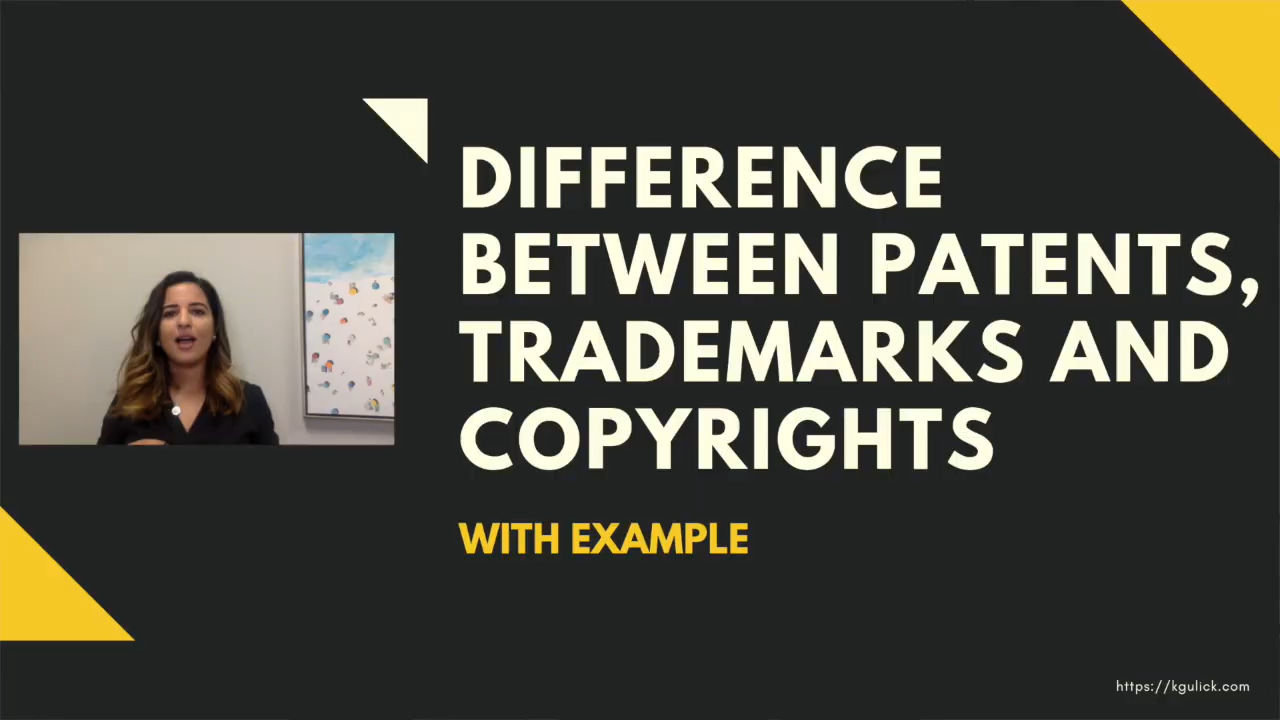 DIFFERENCE
BETWEEN PATENTS,
TRADEMARKS AND
COPYRIGHTS
WITH EXAMPLE
https://kgulick.com